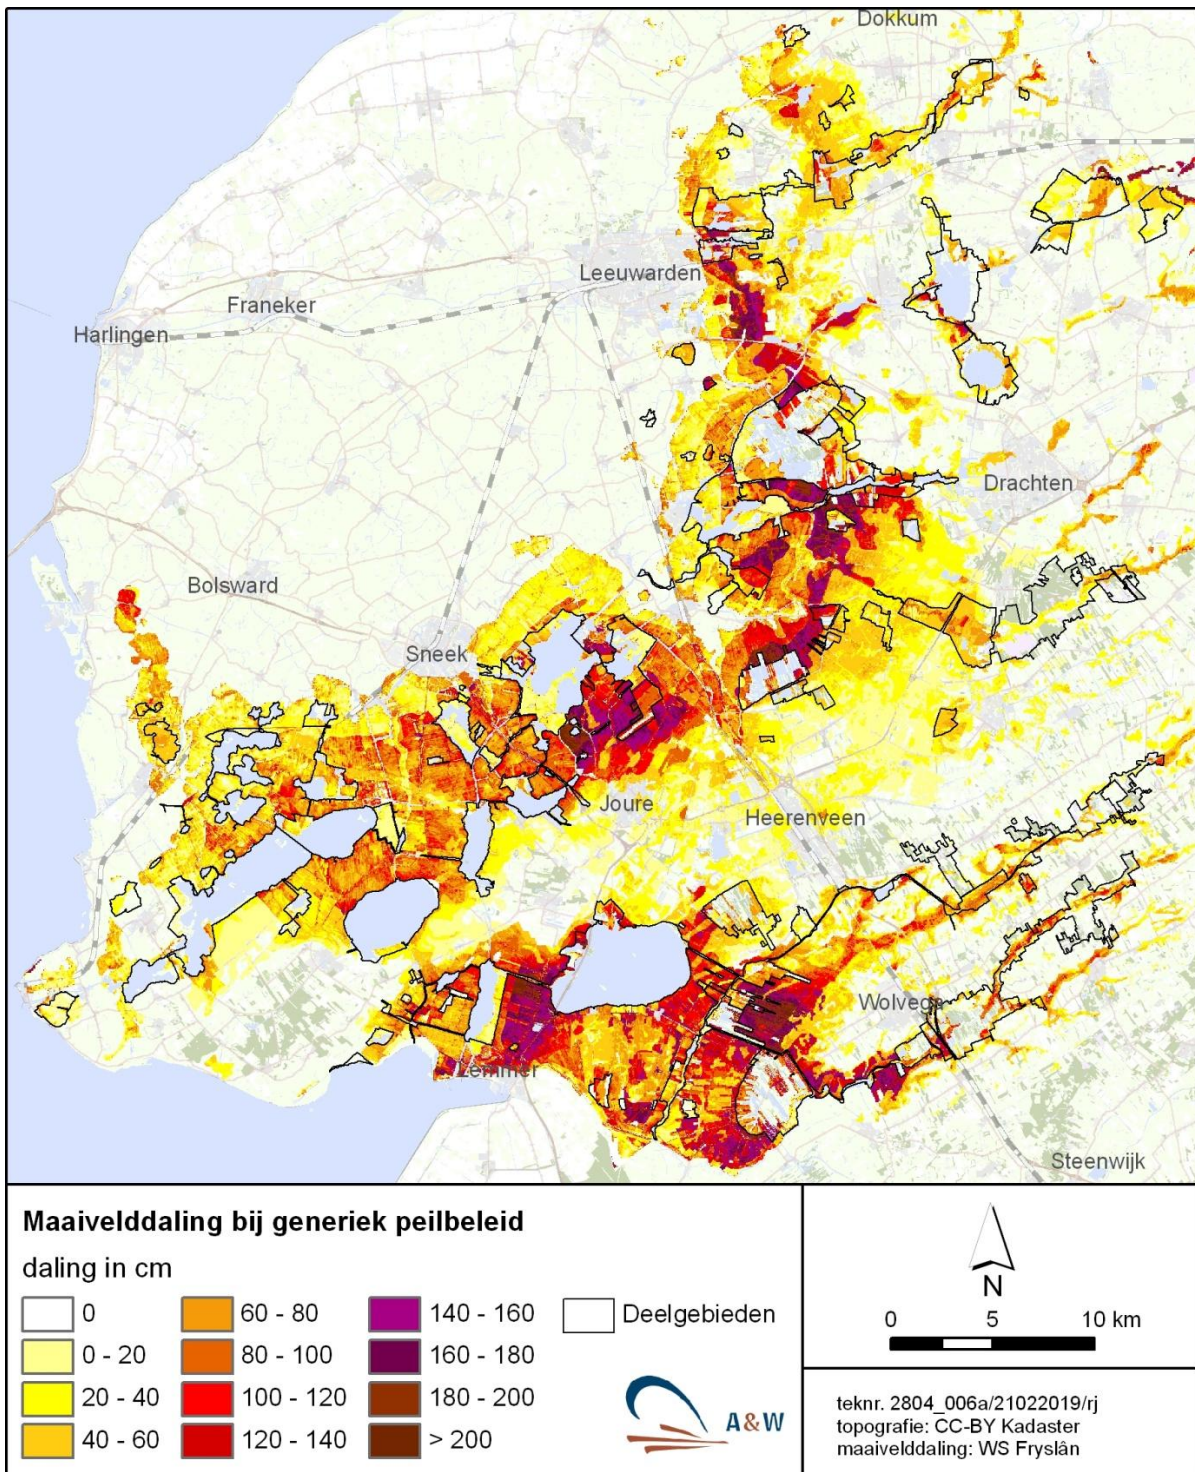 Dokkum
Leeuwarden
Franeker
Harlingen
Drachten
Bolsward
Sneek
Joure
Heerenveen
Wolvega
Lemmer
Steenwijk
Maaivelddaling bij generiek peilbeleid
daling in cm
0
0 - 20
20 - 40
40 - 60
60 - 80
80 - 100
100 - 120
120 - 140
140 - 160
160 - 180
180 - 200
> 200
Deelgebieden
A&W
N
0 5 10 km
teknr. 2804_006a/21022019/rj
topografie: CC-BY Kadaster
maaivelddaling: WS Fryslân